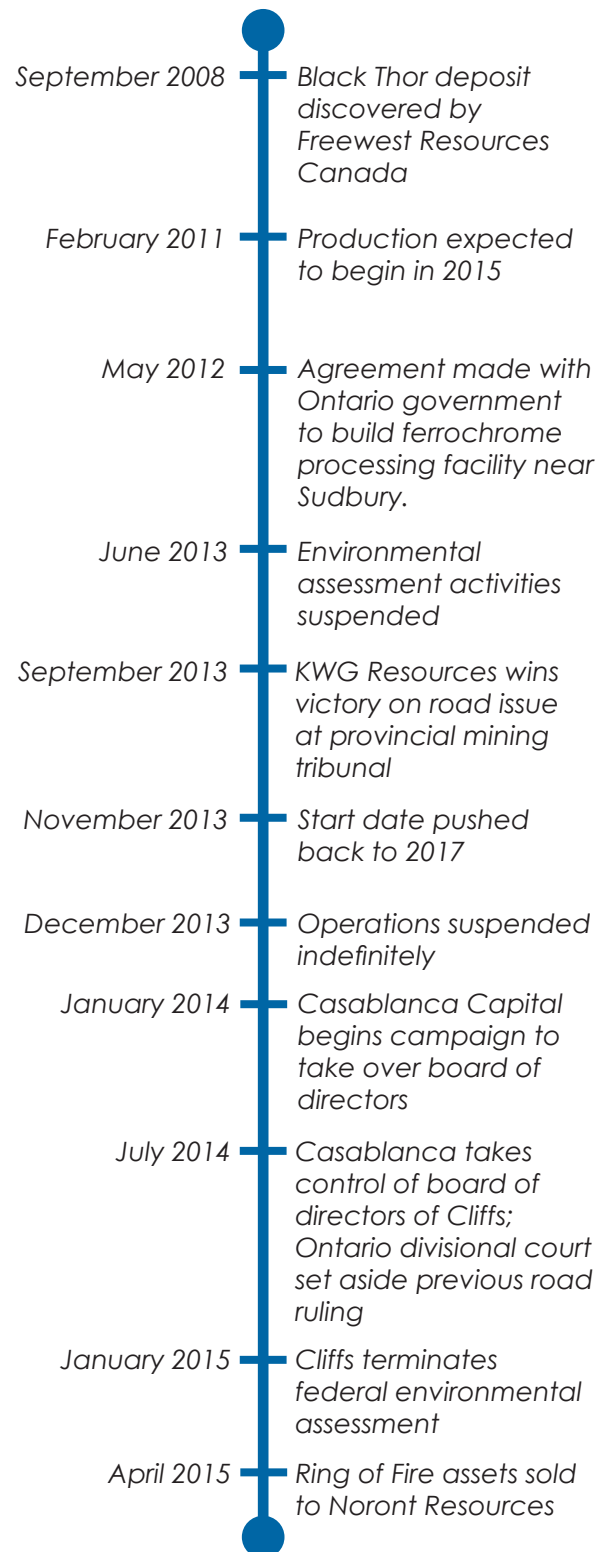 September 2008
Black Thor deposit
discovered by
Freewest Resources
Canada
February 2011
Production expected
to begin in 2015
May 2012
Agreement made with
Ontario government
to build ferrochrome
processing facility near
Sudbury.
June 2013
Environmental
assessment activities
suspended
September 2013
KWG Resources wins
victory on road issue
at provincial mining
tribunal
November 2013
Start date pushed
back to 2017
December 2013
Operations suspended
indefinitely
January 2014
Casablanca Capital
begins campaign to
take over board of
directors
July 2014
Casablanca takes
control of board of
directors of Cliffs;
Ontario divisional court
set aside previous road
ruling
January 2015
Cliffs terminates
federal environmental
assessment
April 2015
Ring of Fire assets sold
to Noront Resources